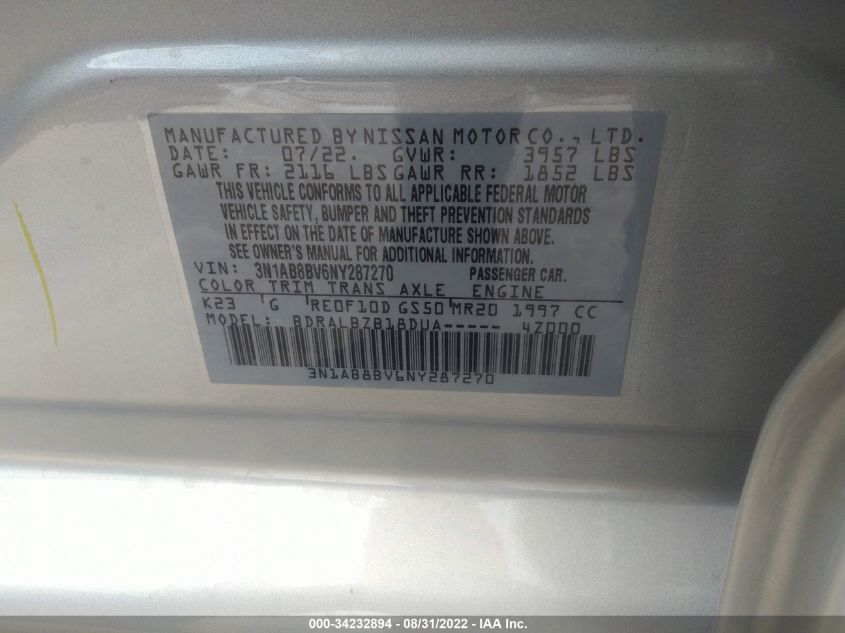 MANUFACTURED BY NISSAN MOTOR CO., LTD.
DATE: 07/22. GVWR: 3957 LBS
GAWR FR: 2116 LBS GAWR RR: 1852 LBS
THIS VEHICLE CONFORMS TO ALL APPLICABLE FEDERAL MOTOR
VEHICLE SAFETY, BUMPER AND THEFT PREVENTION STANDARDS
IN EFFECT ON THE DATE OF MANUFACTURE SHOWN ABOVE.
SEE OWNER'S MANUAL FOR ADDITIONAL INFORMATION.
VIN: 3N1AB8BV6NY287270 PASSENGER CAR.
COLOR TRIM TRANS AXLE ENGINE
K23 G RE0F10D GS50 MR20 1997 CC
MODEL: BDRALBZB18DUA----- 4Z000
3N1AB8BV6NY287270
000-34232894 - 08/31/2022 - IAA Inc.